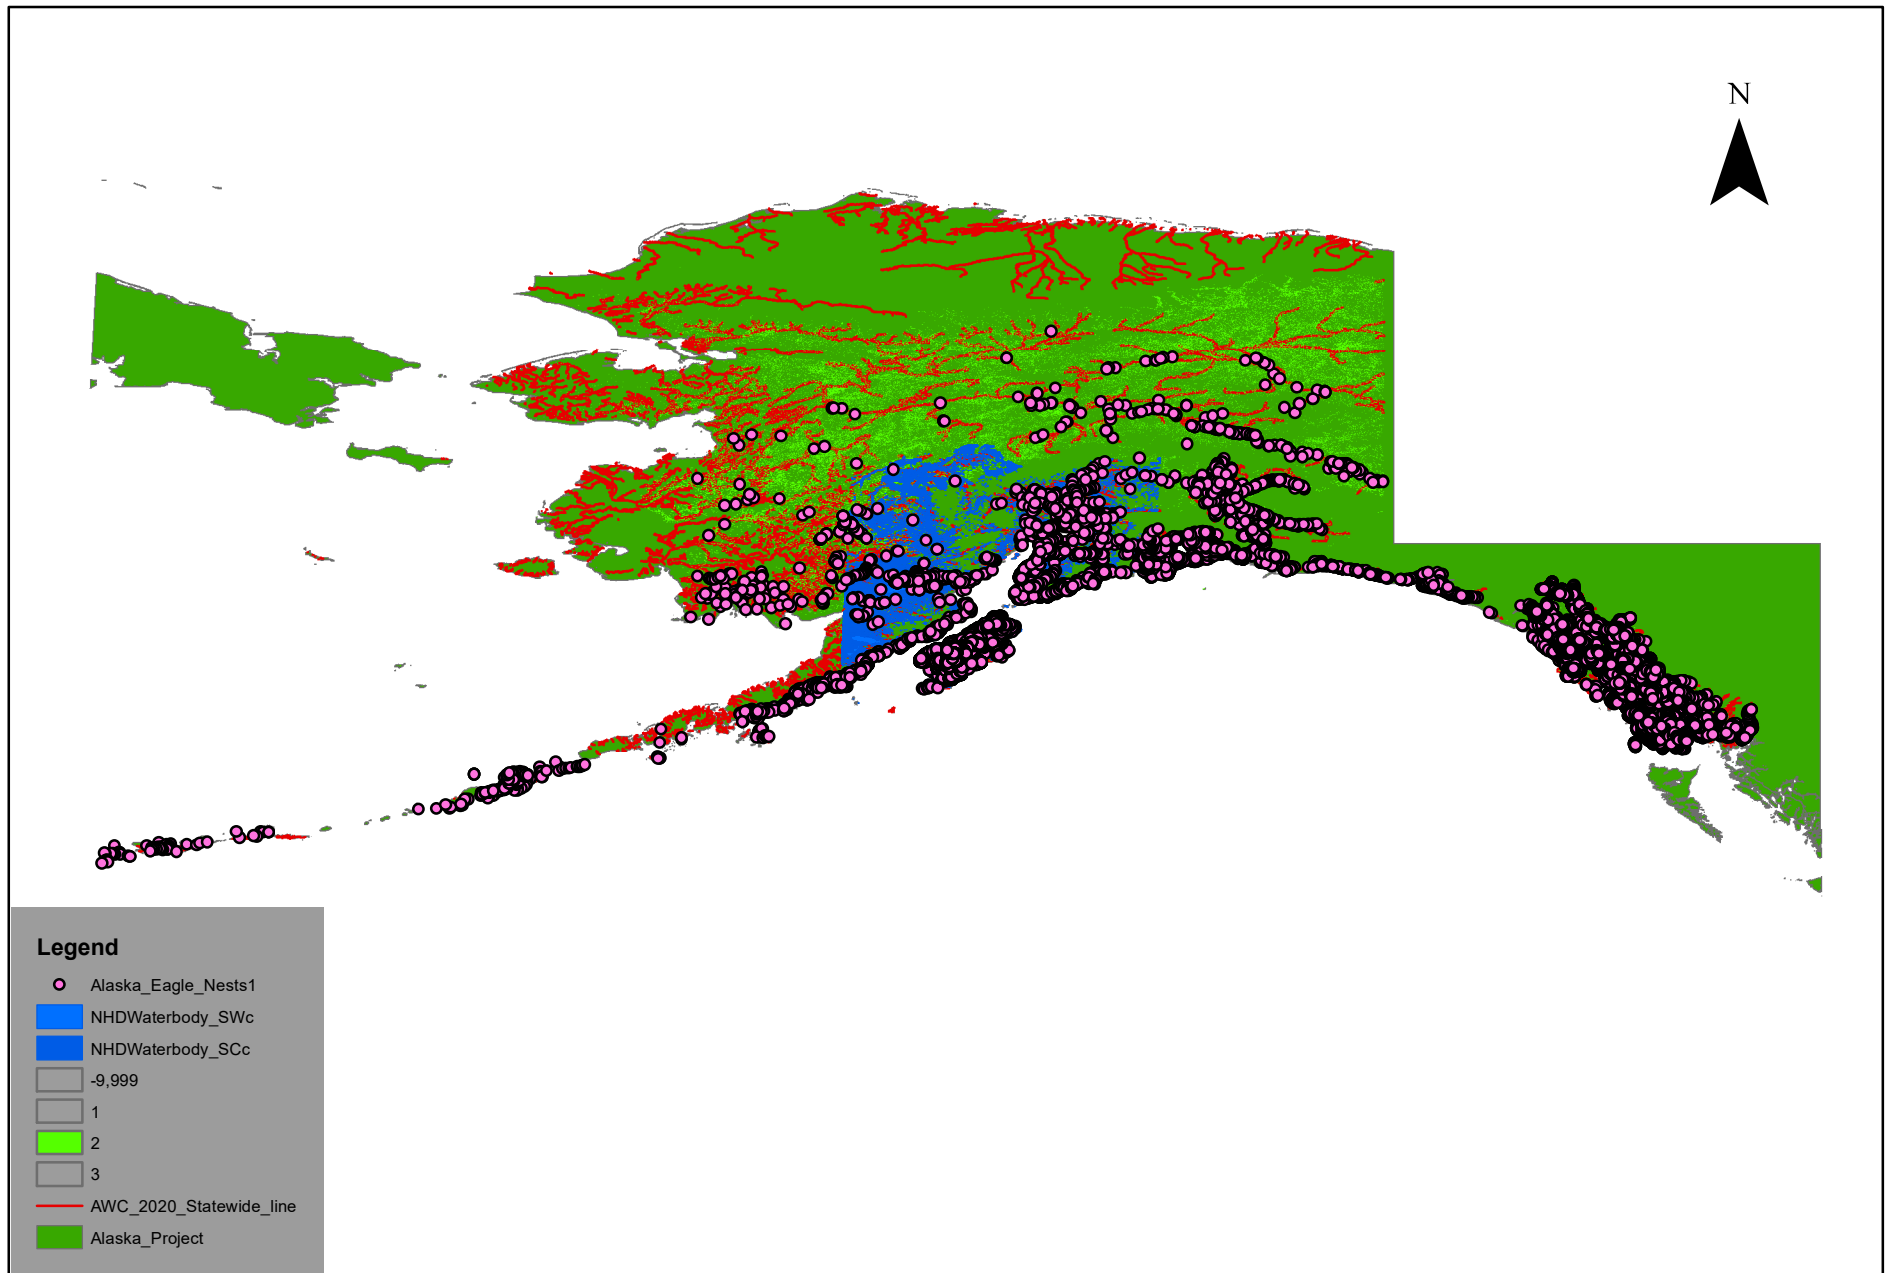 N
Legend
Alaska_Eagle_Nests1
NHDWaterbody_SWc
NHDWaterbody_SCc
-9,999
1
2
3
AWC_2020_Statewide_line
Alaska_Project